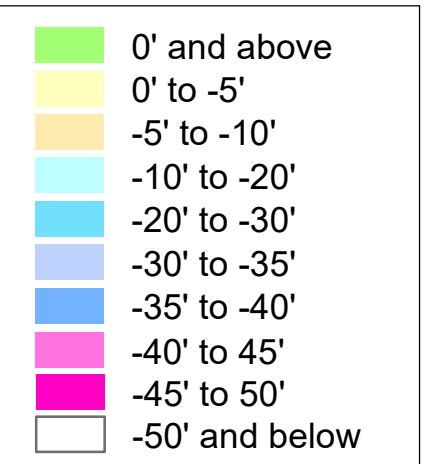 0' and above
0' to -5'
-5' to -10'
-10' to -20'
-20' to -30'
-30' to -35'
-35' to -40'
-40' to 45'
-45' to 50'
-50' and below